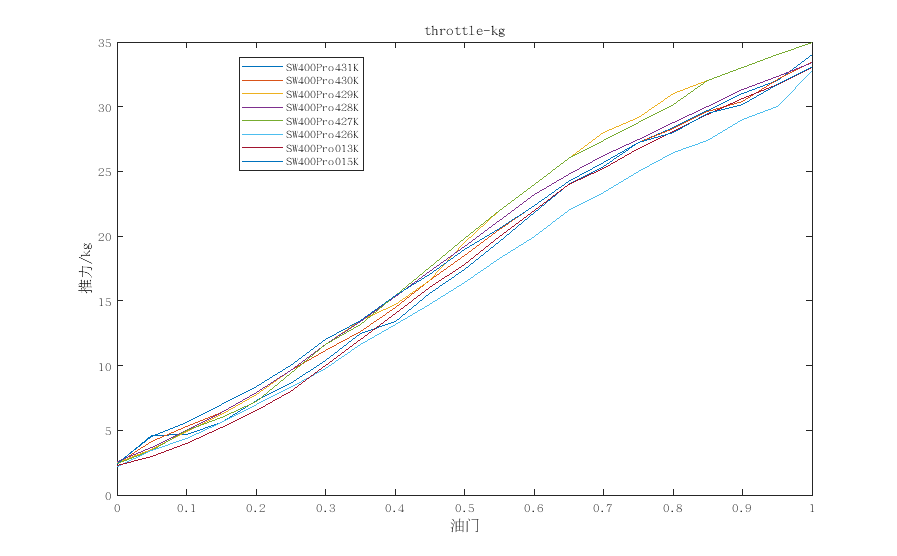 throttle-kg
35
30
25
20
15
10
5
0
推力/kg
SW400Pro431K
SW400Pro430K
SW400Pro429K
SW400Pro428K
SW400Pro427K
SW400Pro426K
SW400Pro013K
SW400Pro015K
0 0.1 0.2 0.3 0.4 0.5 0.6 0.7 0.8 0.9 1
油门